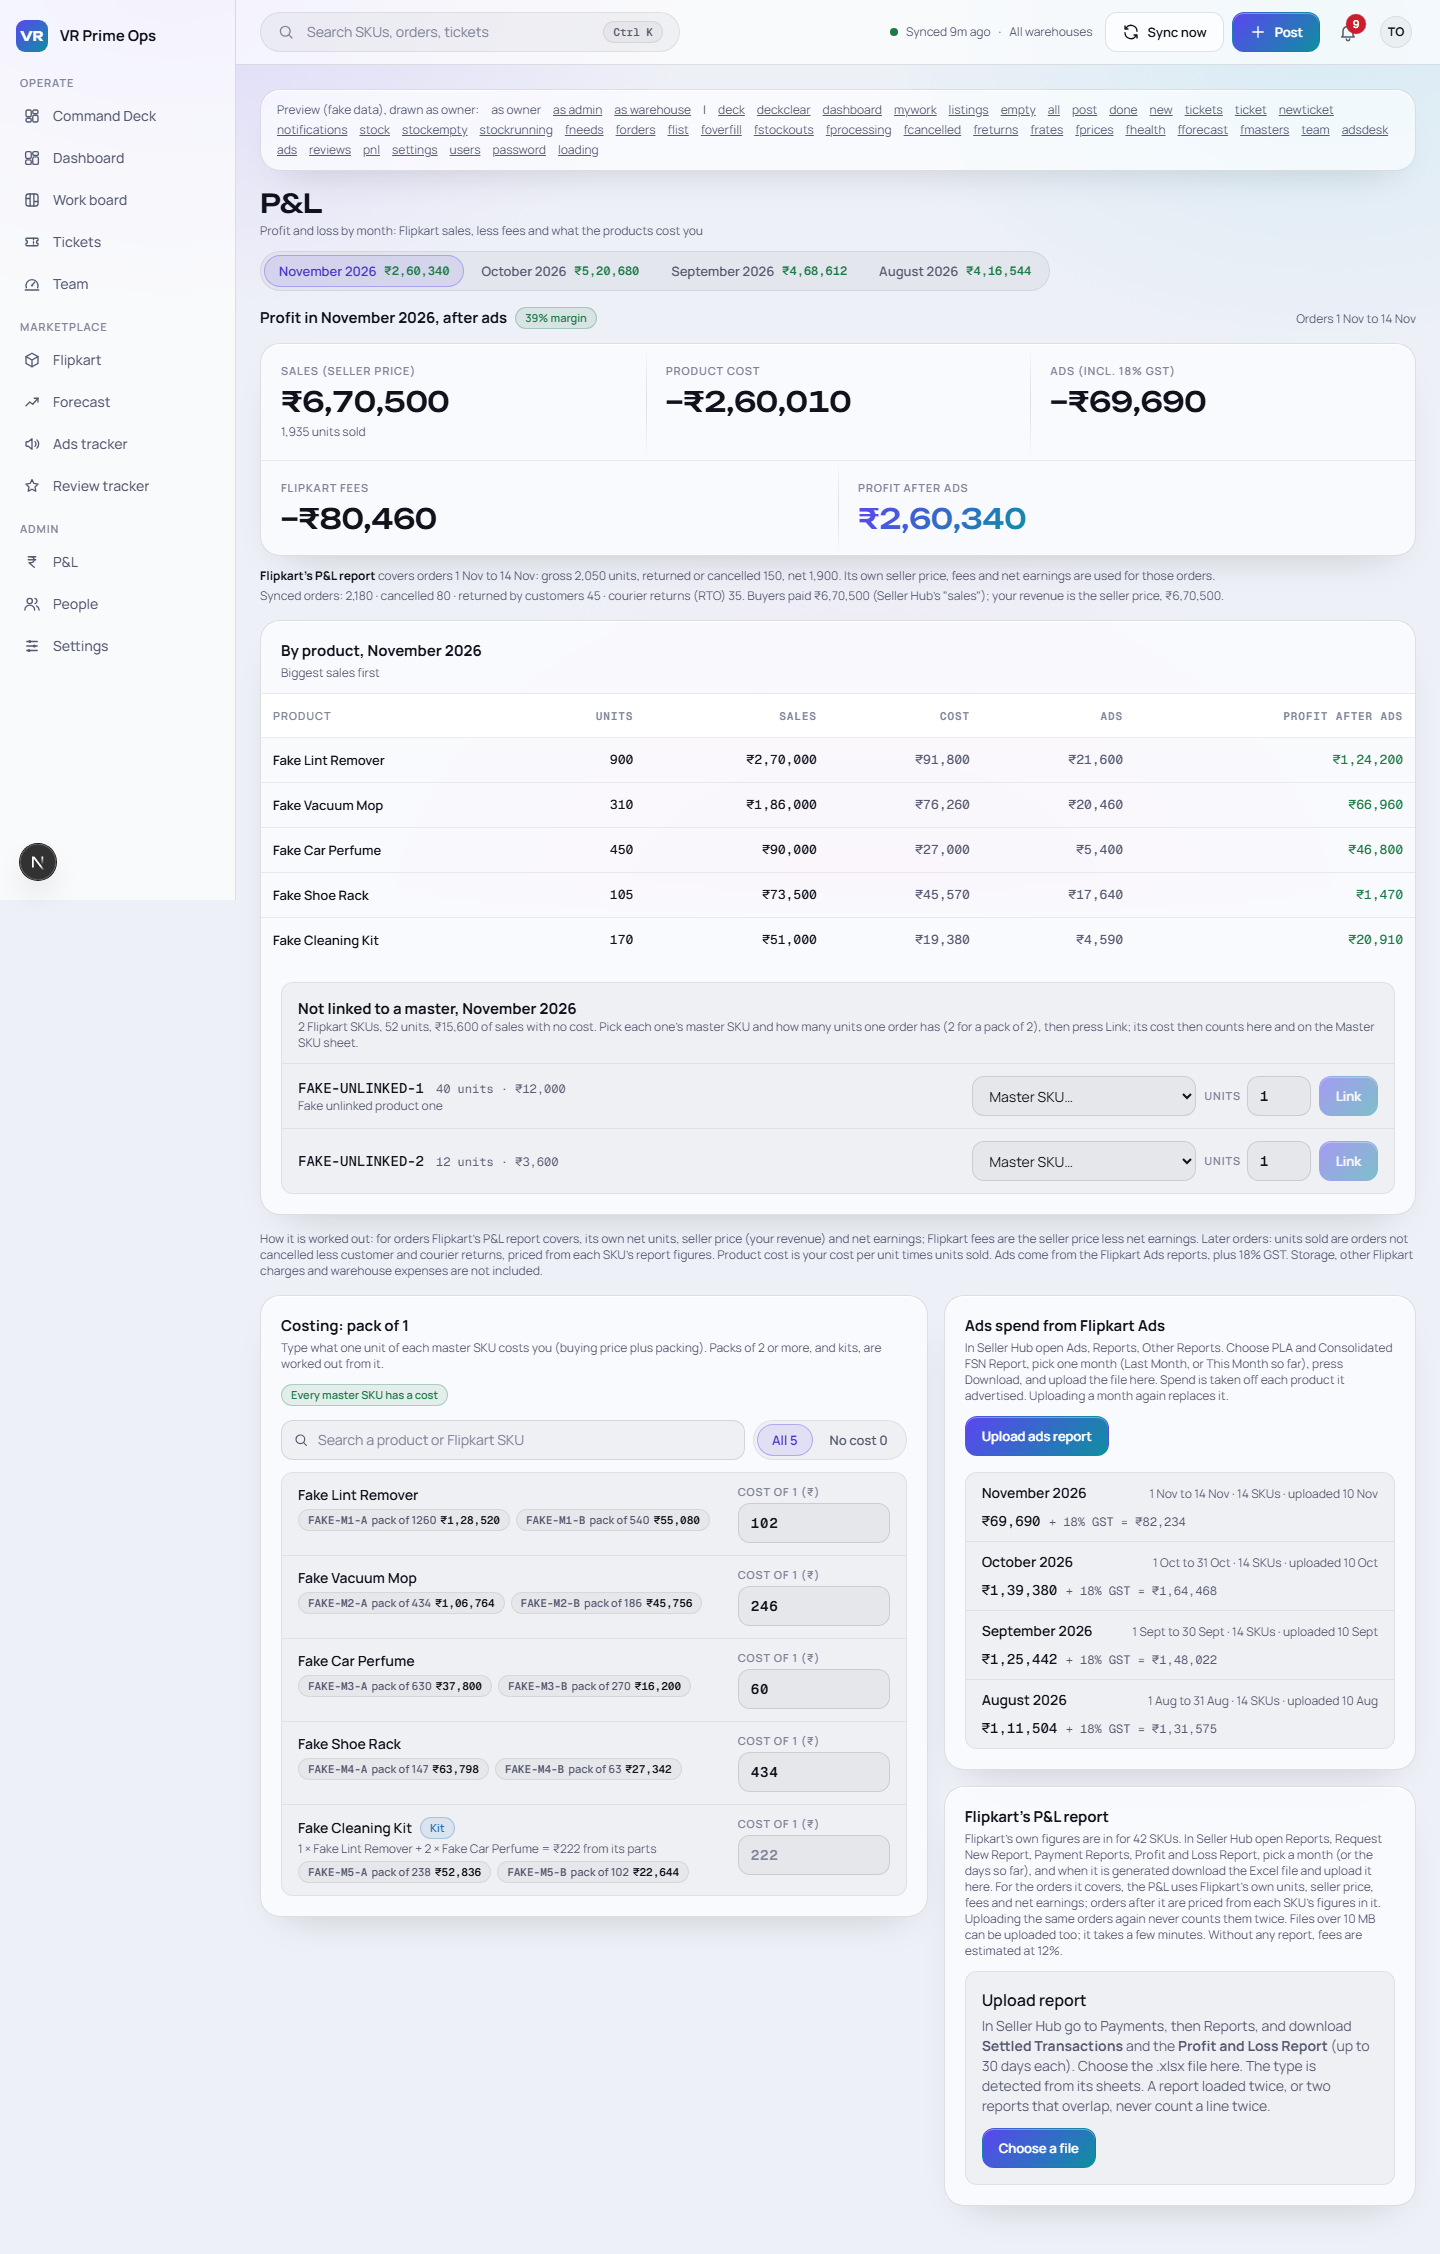 VR VR Prime Ops
Search SKUs, orders, tickets Ctrl K
Synced 9m ago · All warehouses Sync now + Post 9 TO
OPERATE
Command Deck
Dashboard
Work board
Tickets
Team
MARKETPLACE
Flipkart
Forecast
Ads tracker
Review tracker
ADMIN
₹ P&L
People
Settings
N
Preview (fake data), drawn as owner: as owner as admin as warehouse | deck deckclear dashboard mywork listings empty all post done new tickets ticket newticket
notifications stock stockempty stockrunning fneeds forders flist foverfill fstockouts fprocessing fcancelled freturns frates fprices fhealth fforecast fmasters team adsdesk
ads reviews pnl settings users password loading
P&L
Profit and loss by month: Flipkart sales, less fees and what the products cost you
November 2026 ₹2,60,340 October 2026 ₹5,20,680 September 2026 ₹4,68,612 August 2026 ₹4,16,544
Profit in November 2026, after ads 39% margin Orders 1 Nov to 14 Nov
SALES (SELLER PRICE) PRODUCT COST ADS (INCL. 18% GST)
₹6,70,500 −₹2,60,010 −₹69,690
1,935 units sold
FLIPKART FEES PROFIT AFTER ADS
−₹80,460 ₹2,60,340
Flipkart's P&L report covers orders 1 Nov to 14 Nov: gross 2,050 units, returned or cancelled 150, net 1,900. Its own seller price, fees and net earnings are used for those orders.
Synced orders: 2,180 · cancelled 80 · returned by customers 45 · courier returns (RTO) 35. Buyers paid ₹6,70,500 (Seller Hub's "sales"); your revenue is the seller price, ₹6,70,500.
By product, November 2026
Biggest sales first
PRODUCT UNITS SALES COST ADS PROFIT AFTER ADS
Fake Lint Remover 900 ₹2,70,000 ₹91,800 ₹21,600 ₹1,24,200
Fake Vacuum Mop 310 ₹1,86,000 ₹76,260 ₹20,460 ₹66,960
Fake Car Perfume 450 ₹90,000 ₹27,000 ₹5,400 ₹46,800
Fake Shoe Rack 105 ₹73,500 ₹45,570 ₹17,640 ₹1,470
Fake Cleaning Kit 170 ₹51,000 ₹19,380 ₹4,590 ₹20,910
Not linked to a master, November 2026
2 Flipkart SKUs, 52 units, ₹15,600 of sales with no cost. Pick each one's master SKU and how many units one order has (2 for a pack of 2), then press Link; its cost then counts here and on the Master
SKU sheet.
FAKE-UNLINKED-1 40 units · ₹12,000 Master SKU… UNITS 1 Link
Fake unlinked product one
FAKE-UNLINKED-2 12 units · ₹3,600 Master SKU… UNITS 1 Link
How it is worked out: for orders Flipkart's P&L report covers, its own net units, seller price (your revenue) and net earnings; Flipkart fees are the seller price less net earnings. Later orders: units sold are orders not
cancelled less customer and courier returns, priced from each SKU's report figures. Product cost is your cost per unit times units sold. Ads come from the Flipkart Ads reports, plus 18% GST. Storage, other Flipkart
charges and warehouse expenses are not included.
Costing: pack of 1
Type what one unit of each master SKU costs you (buying price plus packing). Packs of 2 or more, and kits, are
worked out from it.
Every master SKU has a cost
Search a product or Flipkart SKU All 5 No cost 0
Fake Lint Remover COST OF 1 (₹)
FAKE-M1-A pack of 1260 ₹1,28,520 FAKE-M1-B pack of 540 ₹55,080 102
Fake Vacuum Mop COST OF 1 (₹)
FAKE-M2-A pack of 434 ₹1,06,764 FAKE-M2-B pack of 186 ₹45,756 246
Fake Car Perfume COST OF 1 (₹)
FAKE-M3-A pack of 630 ₹37,800 FAKE-M3-B pack of 270 ₹16,200 60
Fake Shoe Rack COST OF 1 (₹)
FAKE-M4-A pack of 147 ₹63,798 FAKE-M4-B pack of 63 ₹27,342 434
Fake Cleaning Kit Kit COST OF 1 (₹)
1 × Fake Lint Remover + 2 × Fake Car Perfume = ₹222 from its parts 222
FAKE-M5-A pack of 238 ₹52,836 FAKE-M5-B pack of 102 ₹22,644
Ads spend from Flipkart Ads
In Seller Hub open Ads, Reports, Other Reports. Choose PLA and Consolidated
FSN Report, pick one month (Last Month, or This Month so far), press
Download, and upload the file here. Spend is taken off each product it
advertised. Uploading a month again replaces it.
Upload ads report
November 2026 1 Nov to 14 Nov · 14 SKUs · uploaded 10 Nov
₹69,690 + 18% GST = ₹82,234
October 2026 1 Oct to 31 Oct · 14 SKUs · uploaded 10 Oct
₹1,39,380 + 18% GST = ₹1,64,468
September 2026 1 Sept to 30 Sept · 14 SKUs · uploaded 10 Sept
₹1,25,442 + 18% GST = ₹1,48,022
August 2026 1 Aug to 31 Aug · 14 SKUs · uploaded 10 Aug
₹1,11,504 + 18% GST = ₹1,31,575
Flipkart's P&L report
Flipkart's own figures are in for 42 SKUs. In Seller Hub open Reports, Request
New Report, Payment Reports, Profit and Loss Report, pick a month (or the
days so far), and when it is generated download the Excel file and upload it
here. For the orders it covers, the P&L uses Flipkart's own units, seller price,
fees and net earnings; orders after it are priced from each SKU's figures in it.
Uploading the same orders again never counts them twice. Files over 10 MB
can be uploaded too; it takes a few minutes. Without any report, fees are
estimated at 12%.
Upload report
In Seller Hub go to Payments, then Reports, and download
Settled Transactions and the Profit and Loss Report (up to
30 days each). Choose the .xlsx file here. The type is
detected from its sheets. A report loaded twice, or two
reports that overlap, never count a line twice.
Choose a file